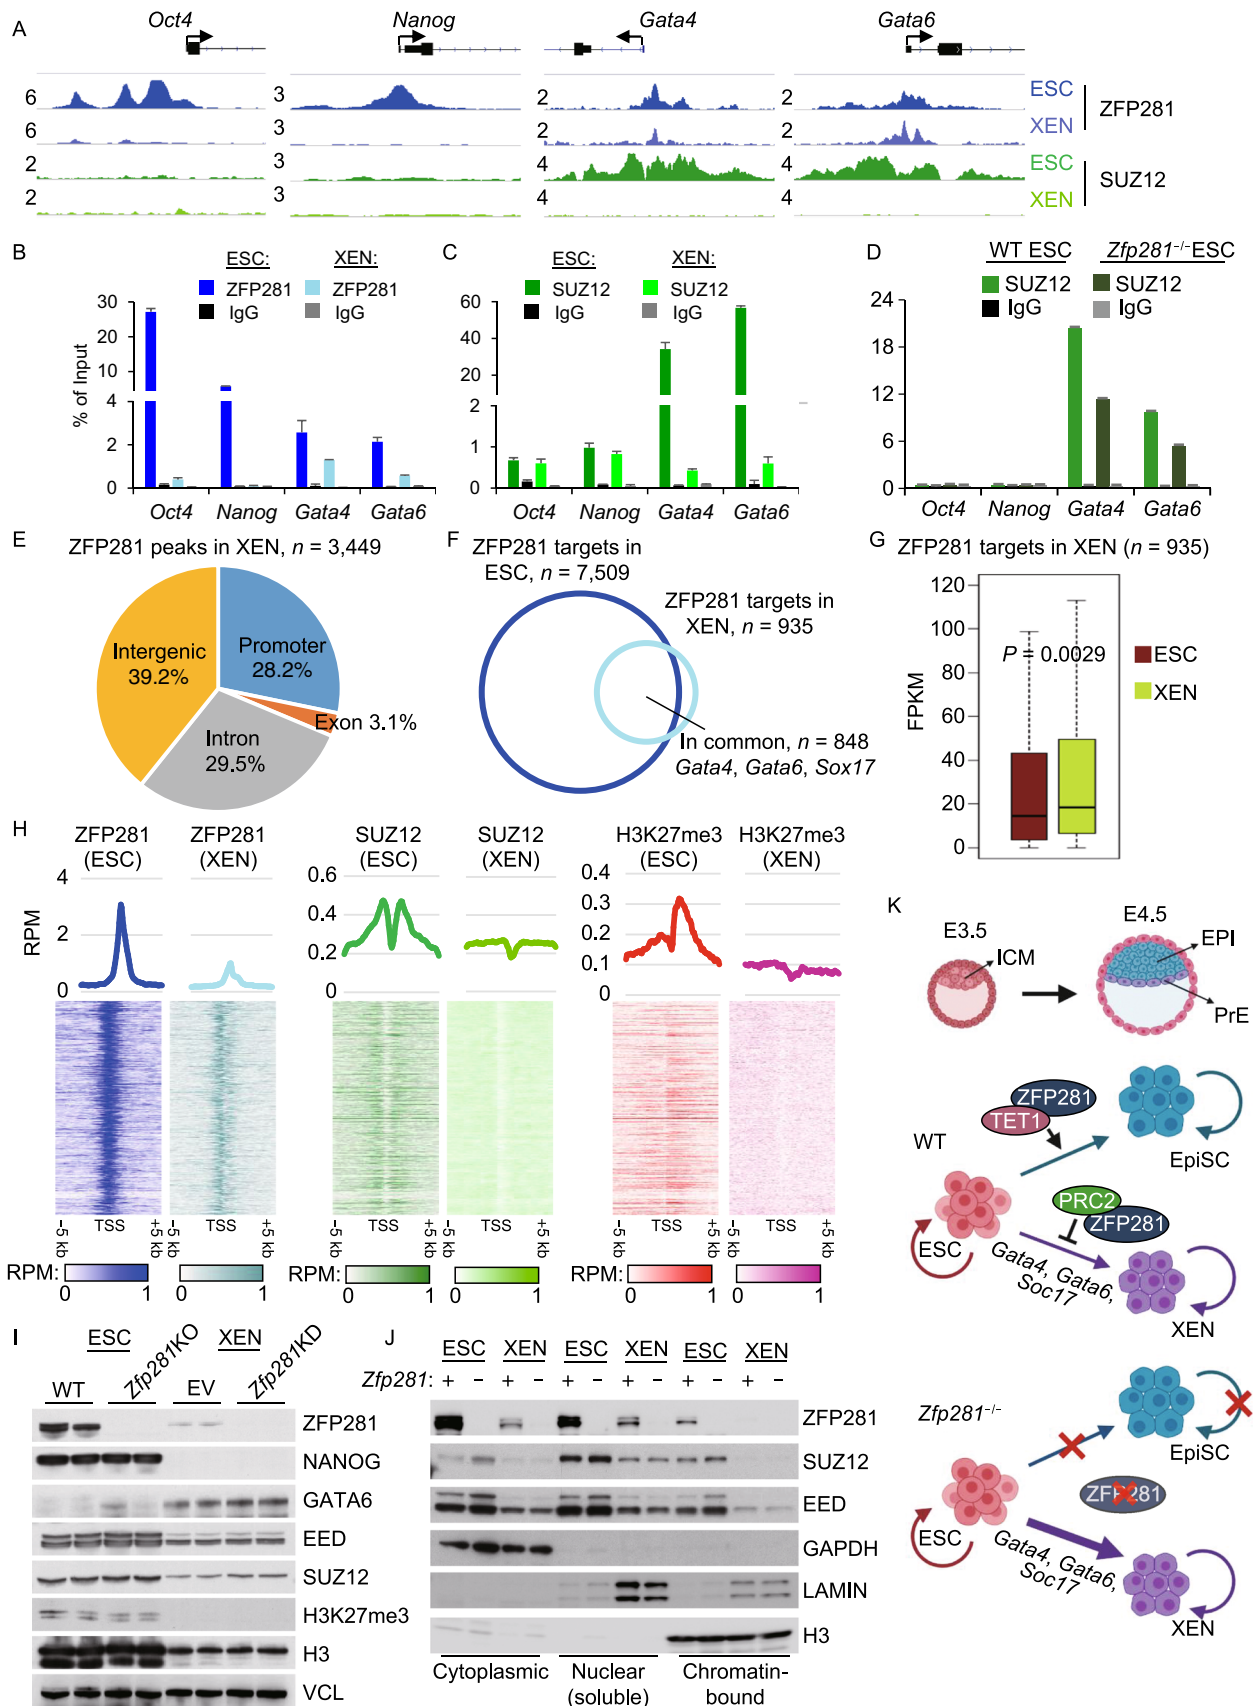 A
Oct4
Nanog
Gata4
Gata6
6
3
2
2
ESC
ZFP281
6
3
2
2
XEN
2
3
4
4
ESC
SUZ12
2
3
4
4
XEN
B
ESC:
XEN:
ZFP281
ZFP281
IgG
IgG
% of Input
30
20
10
4
2
0
Oct4
Nanog
Gata4
Gata6
C
ESC:
XEN:
SUZ12
SUZ12
IgG
IgG
60
40
20
2
1
0
Oct4
Nanog
Gata4
Gata6
D
WT ESC
Zfp281–/–ESC
SUZ12
SUZ12
IgG
IgG
24
18
12
6
0
Oct4
Nanog
Gata4
Gata6
E
ZFP281 peaks in XEN, n = 3,449
Intergenic
39.2%
Promoter
28.2%
Exon 3.1%
Intron
29.5%
F
ZFP281 targets in
ESC, n = 7,509
ZFP281 targets in
XEN, n = 935
In common, n = 848
Gata4, Gata6, Sox17
G
ZFP281 targets in XEN (n = 935)
FPKM
120
100
80
60
40
20
0
P = 0.0029
ESC
XEN
H
ZFP281
(ESC)
ZFP281
(XEN)
SUZ12
(ESC)
SUZ12
(XEN)
H3K27me3
(ESC)
H3K27me3
(XEN)
RPM
4
2
0
0.6
0.4
0.2
0
0.4
0.3
0.2
0.1
0
-5 kb
TSS
+5 kb
-5 kb
TSS
+5 kb
-5 kb
TSS
+5 kb
-5 kb
TSS
+5 kb
-5 kb
TSS
+5 kb
-5 kb
TSS
+5 kb
RPM:
0
1
0
1
RPM:
0
1
0
1
RPM:
0
1
0
1
I
ESC
XEN
WT
Zfp281KO
EV
Zfp281KD
ZFP281
NANOG
GATA6
EED
SUZ12
H3K27me3
H3
VCL
J
ESC
XEN
ESC
XEN
ESC
XEN
Zfp281:
+
–
+
–
+
–
+
–
+
–
+
–
ZFP281
SUZ12
EED
GAPDH
LAMIN
H3
Cytoplasmic
Nuclear
(soluble)
Chromatin-
bound
K
E3.5
ICM
E4.5
EPI
PrE
WT
ZFP281
TET1
EpiSC
PRC2
ZFP281
ESC
Gata4, Gata6,
Soc17
XEN
Zfp281–/–
EpiSC
ZFP281
ESC
Gata4, Gata6,
Soc17
XEN